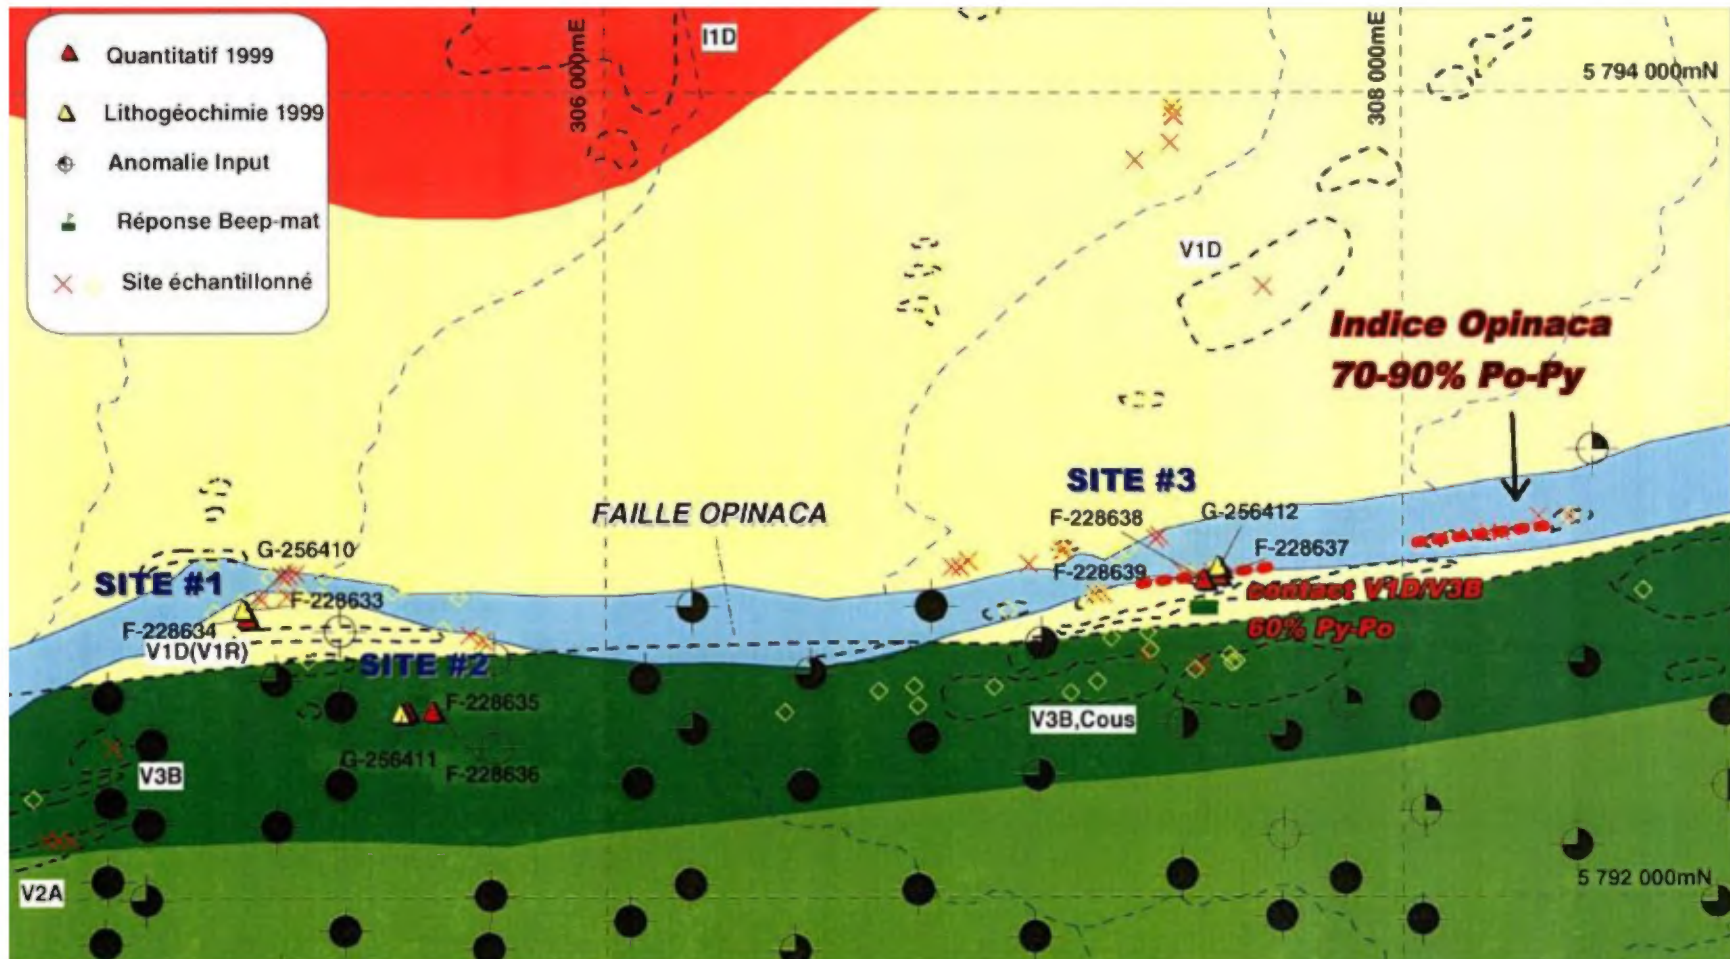 Quantitatif 1999
Lithogéochimie 1999
Anomalie Input
Réponse Beep-mat
Site échantillonné
I1D
306 000mE
308 000mE
5 794 000mN
V1D
Indice Opinaca
70-90% Po-Py
SITE #3
FAILLE OPINACA
F-228638
G-256412
G-256410
F-228637
SITE #1
F-228639
contact V1D/V3B
F-228633
F-228634
60% Py-Po
V1D(V1R)
SITE #2
F-228635
V3B,Cous
G-256411
F-228636
V3B
V2A
5 792 000mN